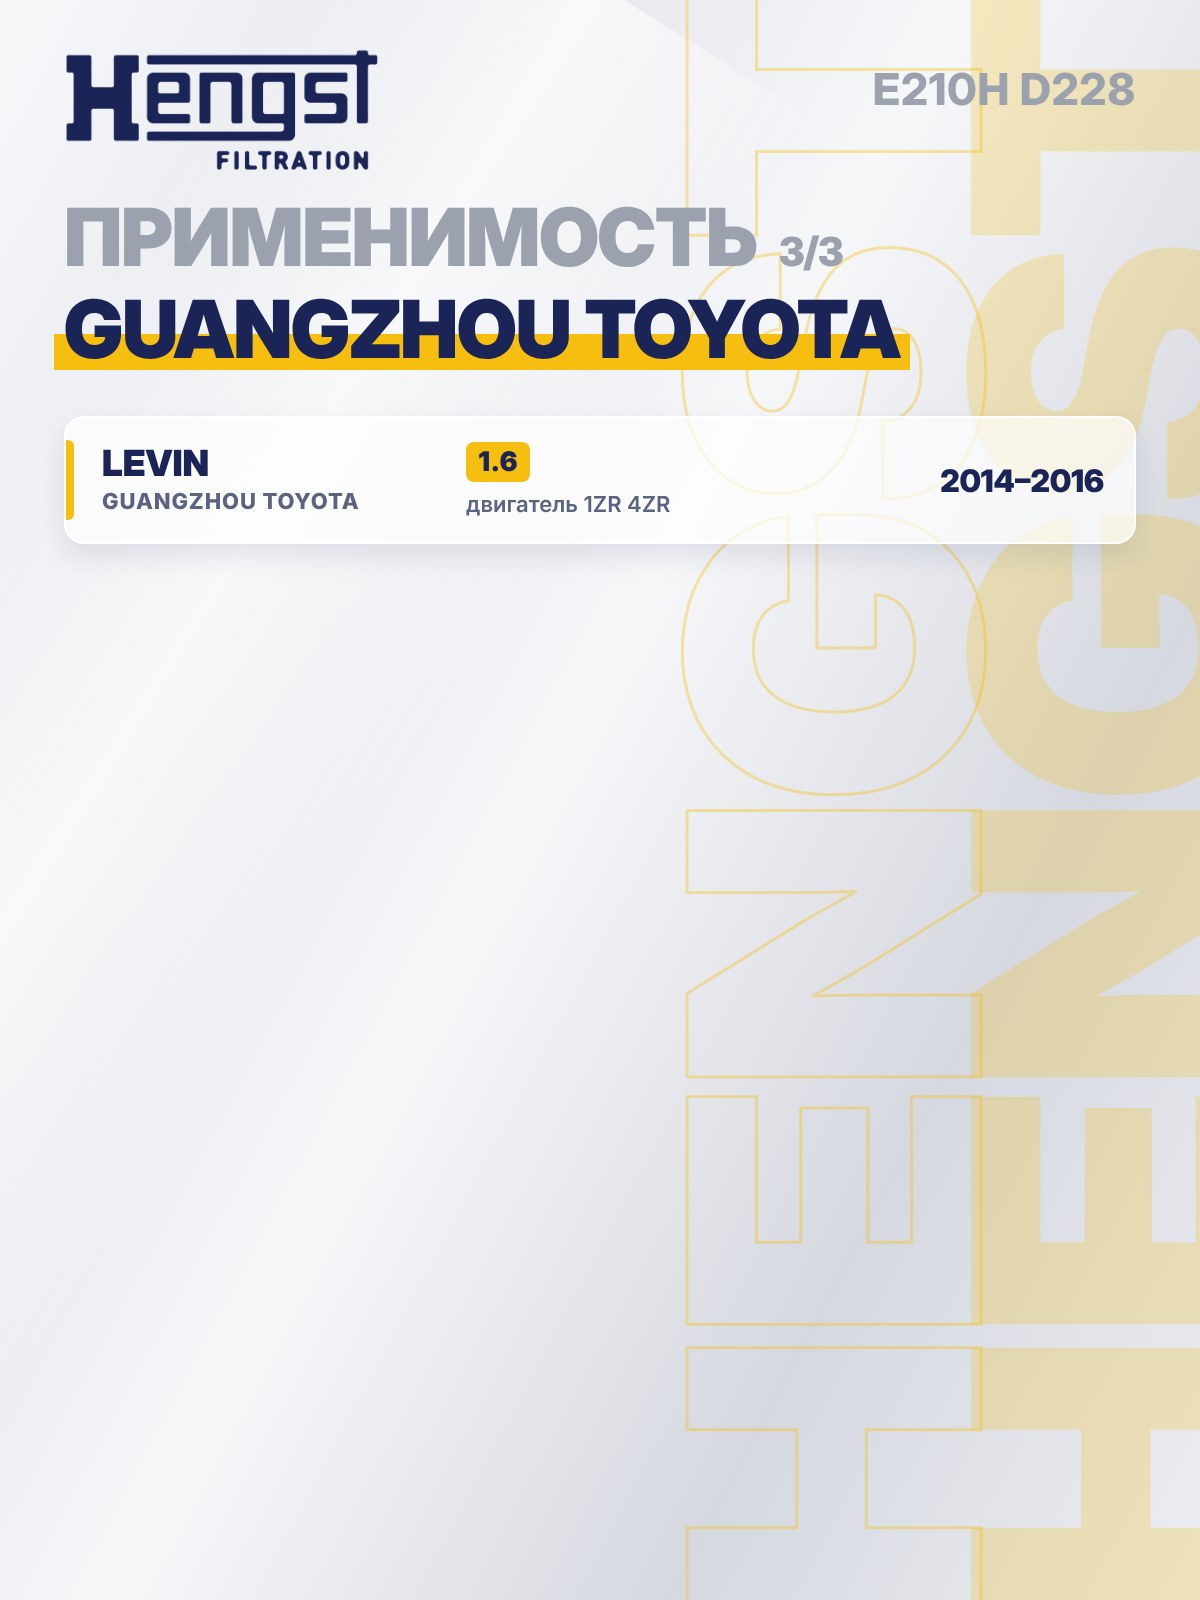 Hengst
FILTRATION
E210H D228
ПРИМЕНИМОСТЬ 3/3
GUANGZHOU TOYOTA
LEVIN
GUANGZHOU TOYOTA
1.6
двигатель 1ZR 4ZR
2014–2016
HENGST
HENGST